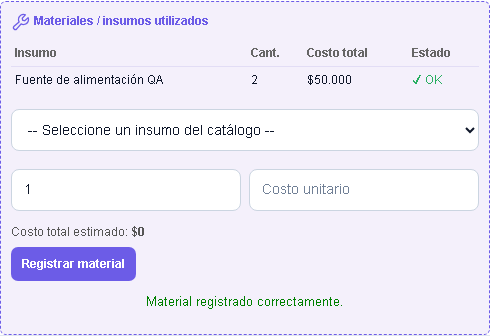 Materiales / insumos utilizados
Insumo Cant. Costo total Estado
Fuente de alimentación QA 2 $50.000 ✓ OK
-- Seleccione un insumo del catálogo --
1 Costo unitario
Costo total estimado: $0
Registrar material
Material registrado correctamente.